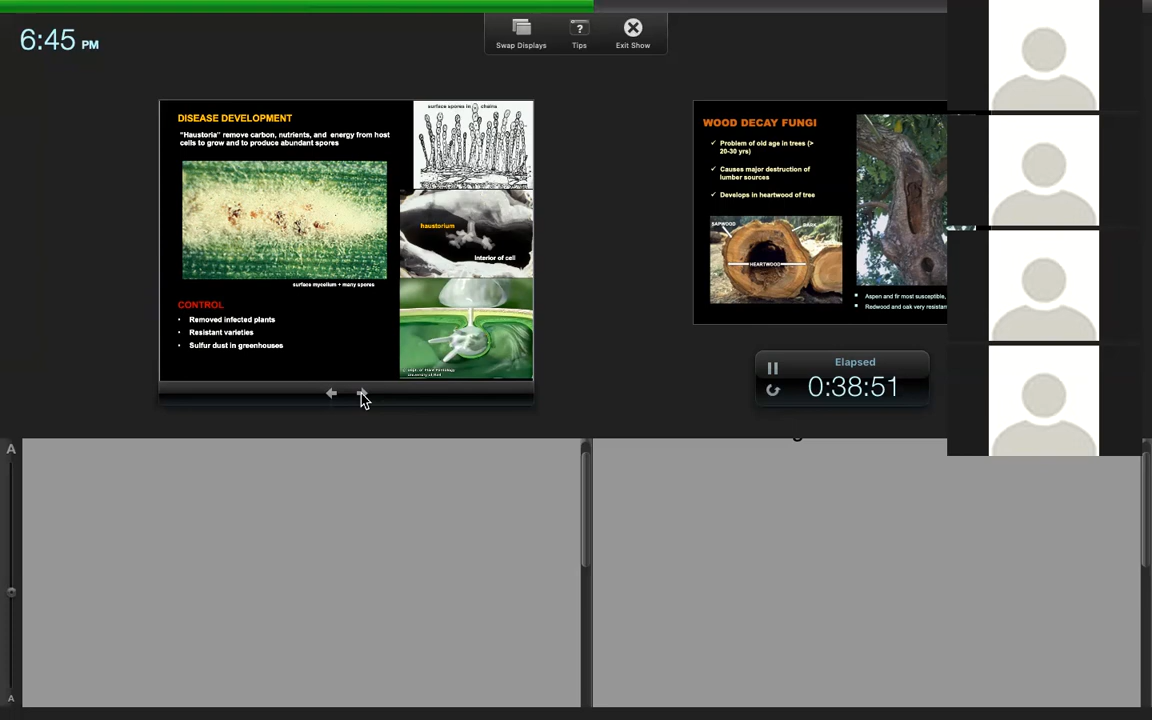 6:45 PM
Swap Displays
Tips
Exit Show
DISEASE DEVELOPMENT
"Haustoria" remove carbon, nutrients, and energy from host
cells to grow and to produce abundant spores
surface spores in chains
haustorium
interior of cell
surface mycelium + many spores
CONTROL
• Removed infected plants
• Resistant varieties
• Sulfur dust in greenhouses
WOOD DECAY FUNGI
✓ Problem of old age in trees (>
20-30 yrs)
✓ Causes major destruction of
lumber sources
✓ Develops in heartwood of tree
SAPWOOD
BARK
HEARTWOOD
Aspen and fir most susceptible,
Redwood and oak very resistan
Elapsed
0:38:51
A
A